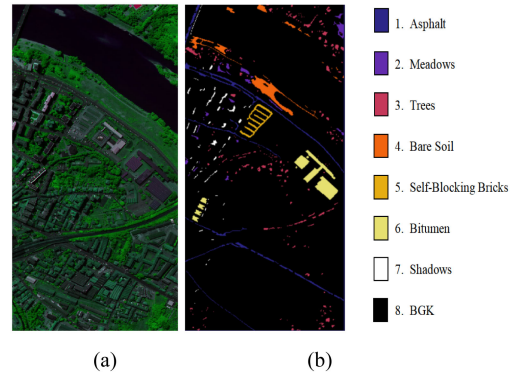 1. Asphalt
2. Meadows
3. Trees
4. Bare Soil
5. Self-Blocking Bricks
6. Bitumen
7. Shadows
8. BGK
(a) (b)